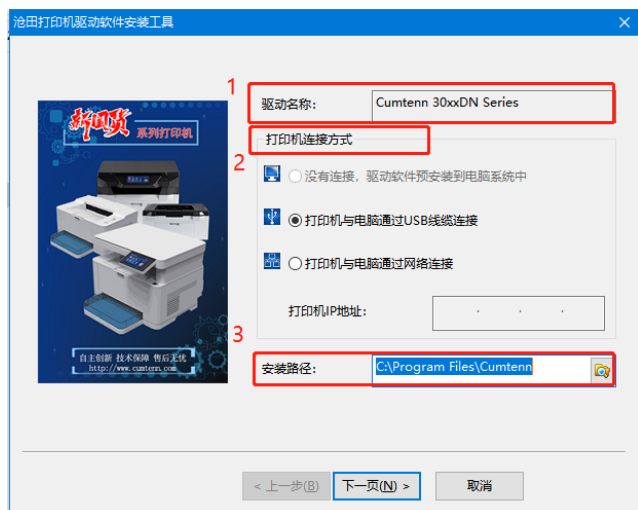 沧田打印机驱动软件安装工具
1
驱动名称：
Cumtenn 30xxDN Series
新国货 系列打印机
打印机连接方式
2
没有连接，驱动软件预安装到电脑系统中
打印机与电脑通过USB线缆连接
打印机与电脑通过网络连接
打印机IP地址：
. . .
3
自主创新 技术保障 售后无忧
http://www.cumtenn.com
安装路径：
C:\Program Files\Cumtenn
< 上一步(B)
下一页(N) >
取消